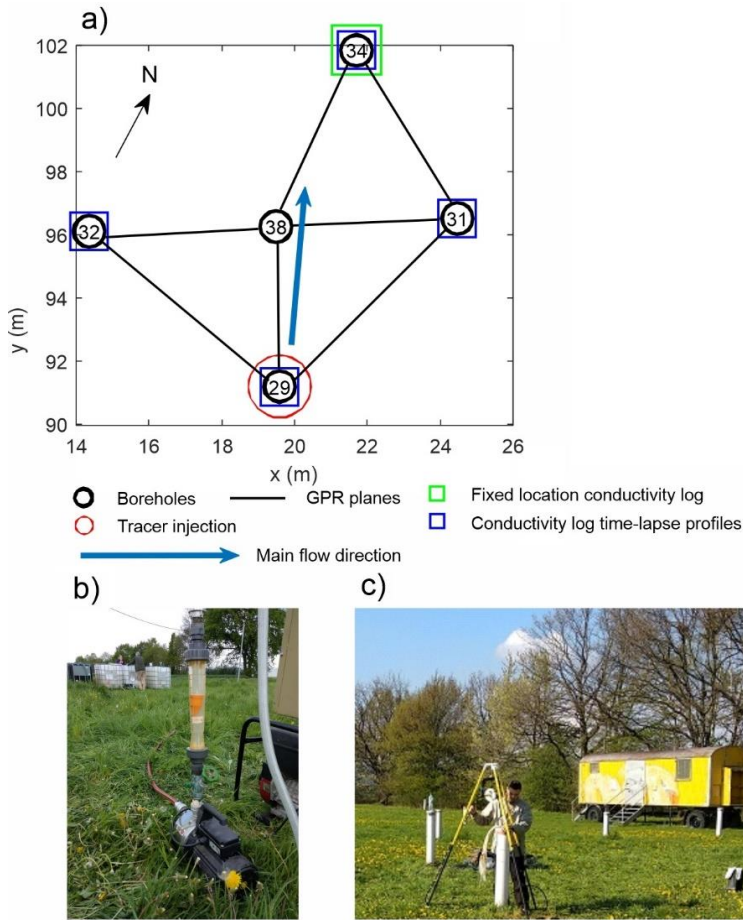 a)
102
100
98
96
94
92
90
y (m)
N
34
32
38
31
29
14 16 18 20 22 24 26
x (m)
Boreholes GPR planes Fixed location conductivity log
Tracer injection Conductivity log time-lapse profiles
Main flow direction
b) c)